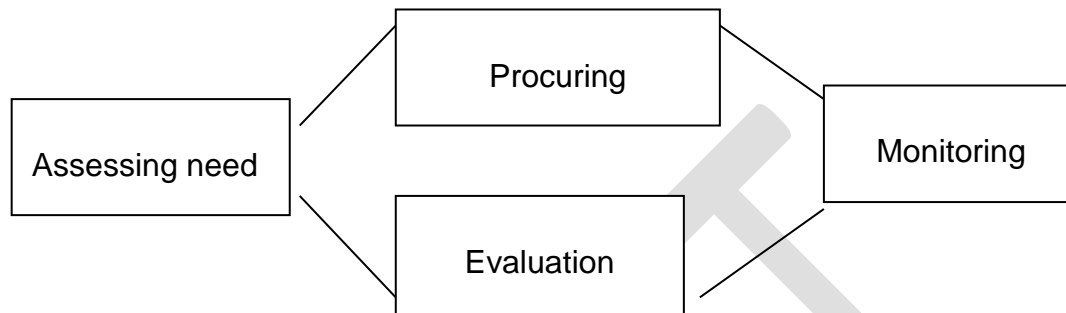 Procuring
Assessing need
Monitoring
Evaluation